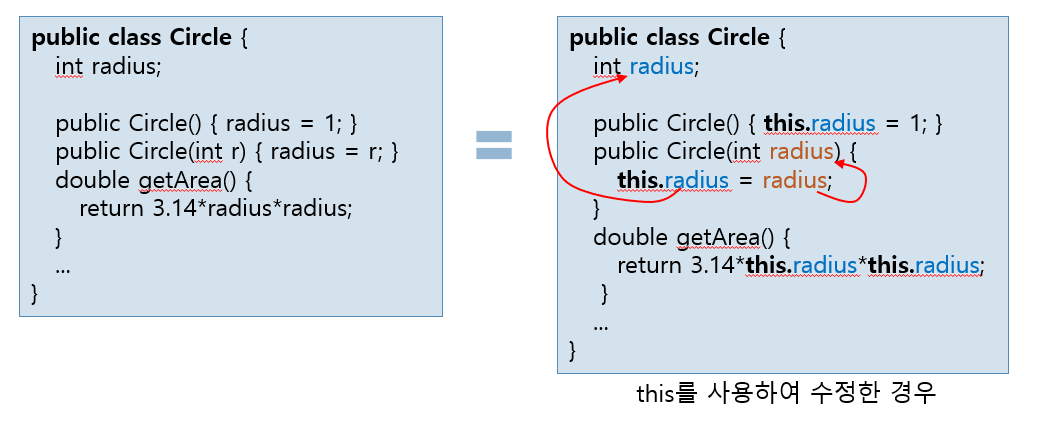 public class Circle {
int radius;
public Circle() { radius = 1; }
public Circle(int r) { radius = r; }
double getArea() {
return 3.14*radius*radius;
}
...
}
=
public class Circle {
int radius;
public Circle() { this.radius = 1; }
public Circle(int radius) {
this.radius = radius;
}
double getArea() {
return 3.14*this.radius*this.radius;
}
...
}
this를 사용하여 수정한 경우